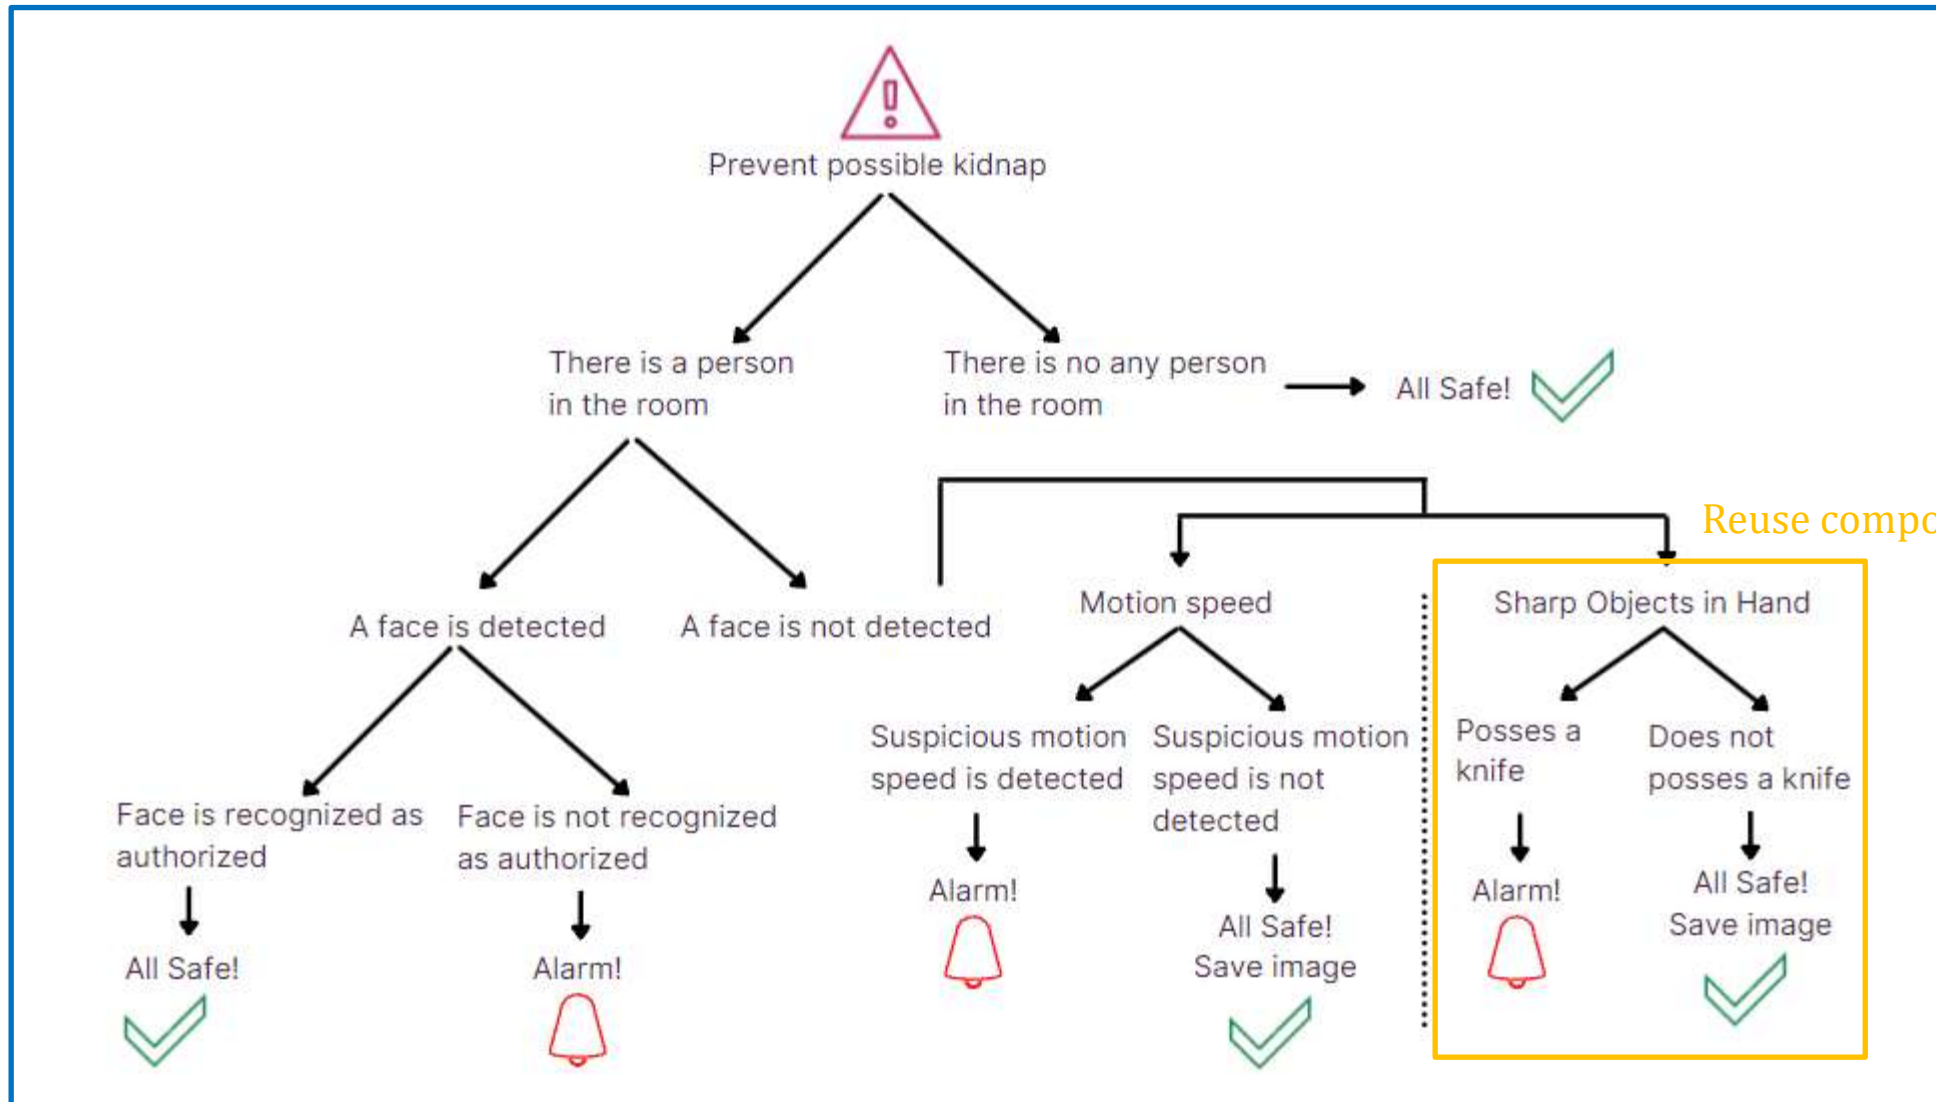 Prevent possible kidnap
There is a person
in the room
There is no any person
in the room
All Safe!
Reuse compo
A face is detected
A face is not detected
Motion speed
Sharp Objects in Hand
Suspicious motion
speed is detected
Suspicious motion
speed is not
detected
Posses a
knife
Does not
posses a knife
Face is recognized as
authorized
Face is not recognized
as authorized
Alarm!
All Safe!
Save image
Alarm!
All Safe!
Save image
All Safe!
Alarm!